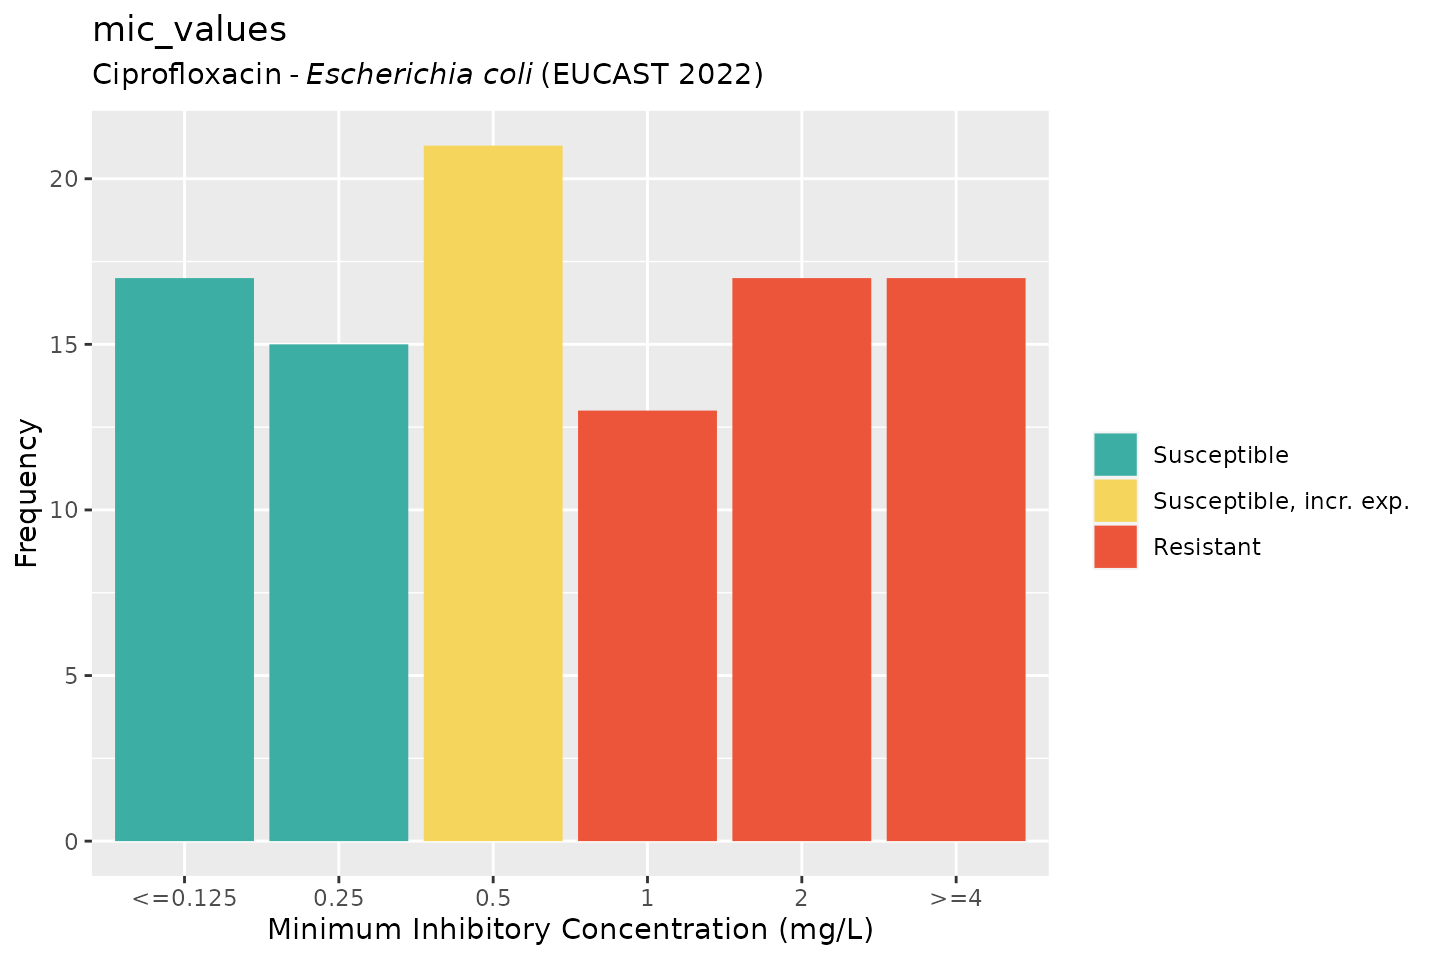 mic_values
Ciprofloxacin - Escherichia coli (EUCAST 2022)
Frequency
20
15
10
5
0
<=0.125
0.25
0.5
1
2
>=4
Minimum Inhibitory Concentration (mg/L)
Susceptible
Susceptible, incr. exp.
Resistant